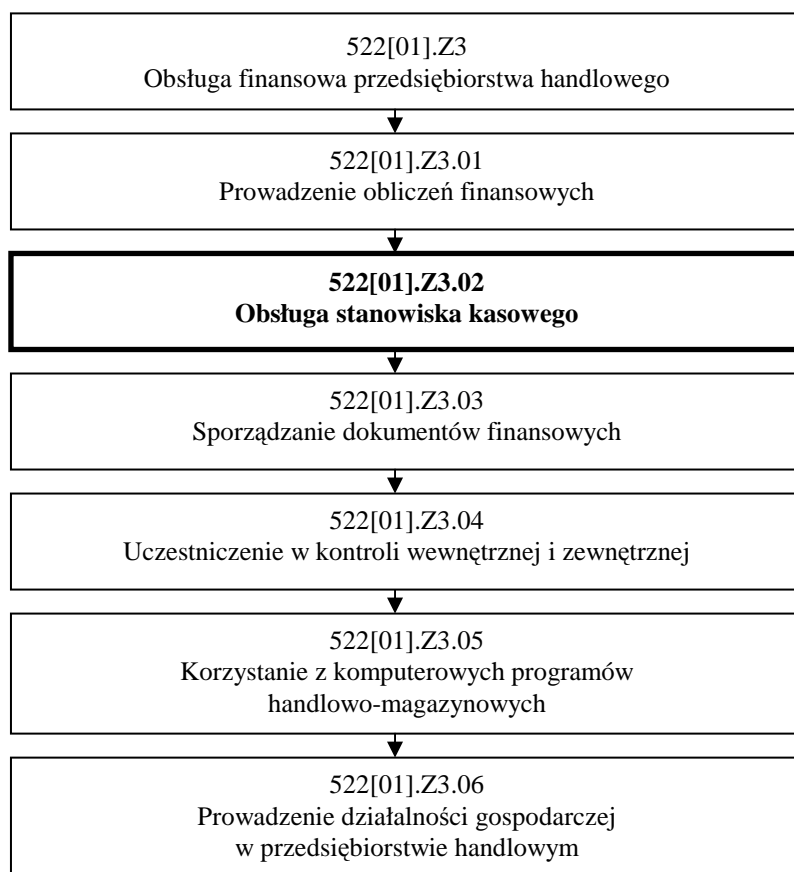 522[01].Z3
Obsługa finansowa przedsiębiorstwa handlowego
522[01].Z3.01
Prowadzenie obliczeń finansowych
522[01].Z3.02
Obsługa stanowiska kasowego
522[01].Z3.03
Sporządzanie dokumentów finansowych
522[01].Z3.04
Uczestniczenie w kontroli wewnętrznej i zewnętrznej
522[01].Z3.05
Korzystanie z komputerowych programów
handlowo-magazynowych
522[01].Z3.06
Prowadzenie działalności gospodarczej
w przedsiębiorstwie handlowym